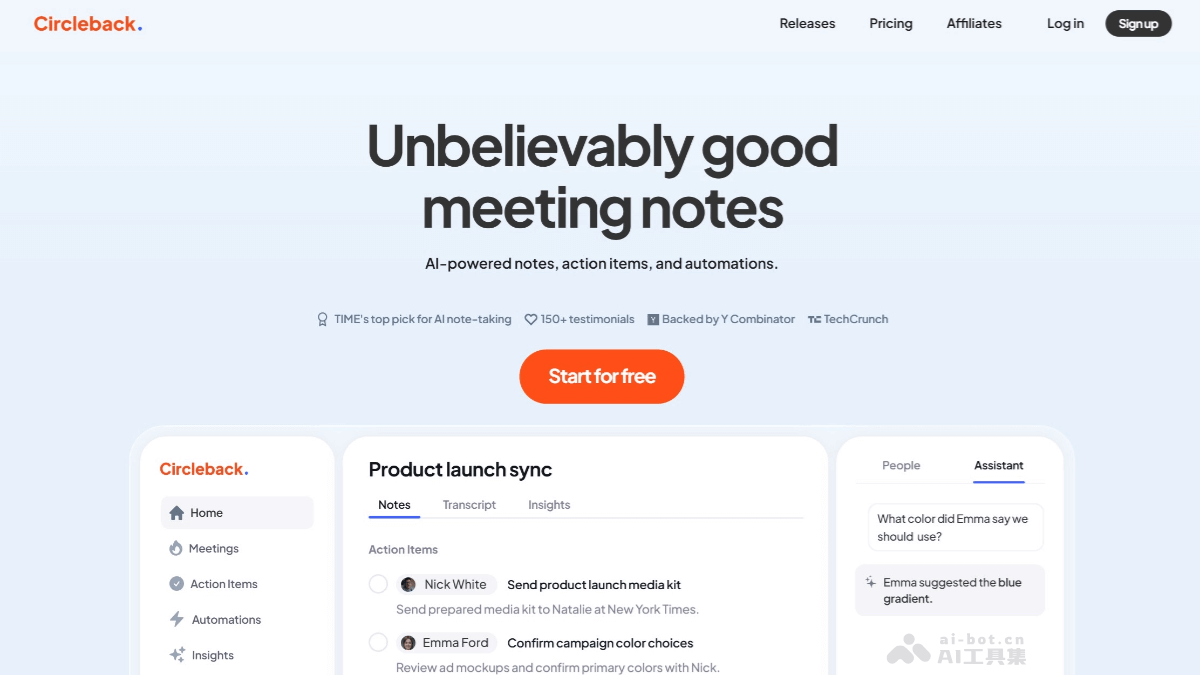 Circleback.
Releases Pricing Affiliates Log in Sign up
Unbelievably good
meeting notes
AI-powered notes, action items, and automations.
TIME's top pick for AI note-taking 150+ testimonials Y Backed by Y Combinator TC TechCrunch
Start for free
Circleback.
Home
Meetings
Action Items
Automations
Insights
Product launch sync
Notes Transcript Insights
Action Items
Nick White Send product launch media kit
Send prepared media kit to Natalie at New York Times.
Emma Ford Confirm campaign color choices
Review ad mockups and confirm primary colors with Nick.
People Assistant
What color did Emma say we
should use?
Emma suggested the blue
gradient.
ai-bot.cn
AI工具集